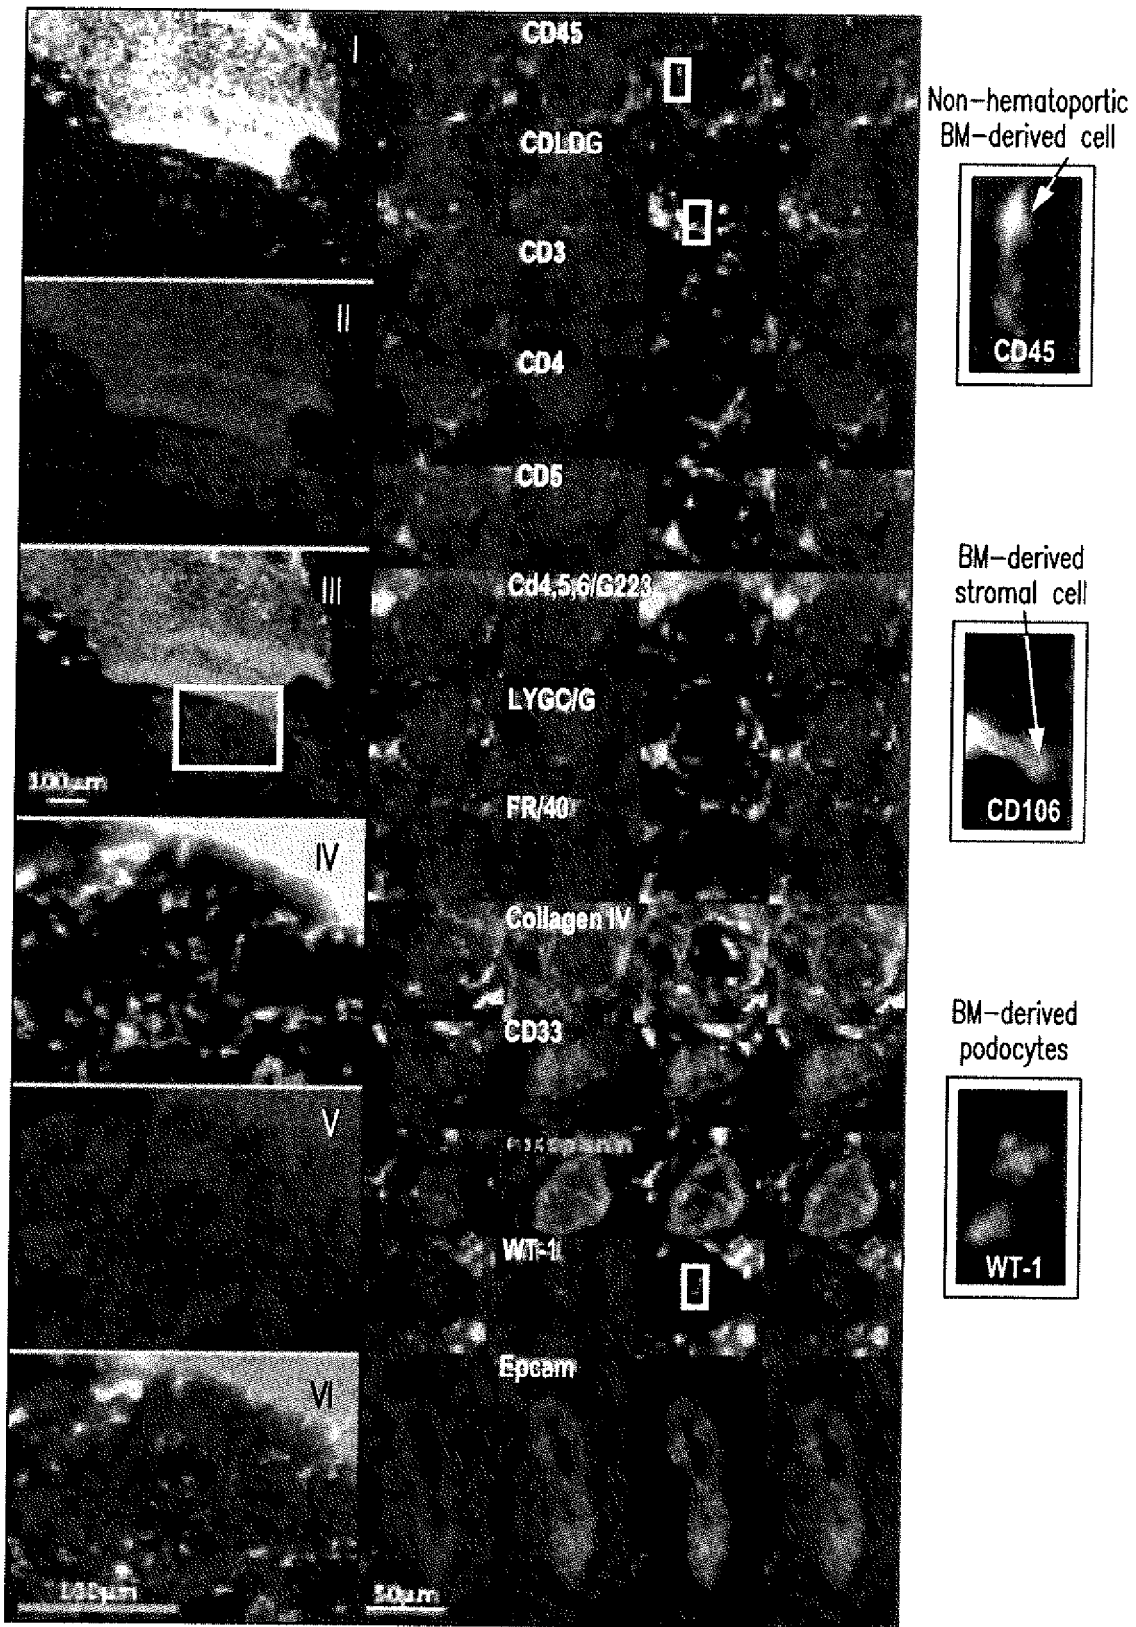 I
II
III
100µm
IV
V
VI
CD45
CDLDG
CD3
CD4
CD5
Cd4,5,6/G223
LYGC/G
FR/40
Collagen IV
CD33
WT-1
Epcam
50µm
Non-hematoportic
BM-derived cell
CD45
BM-derived
stromal cell
CD106
BM-derived
podocytes
WT-1